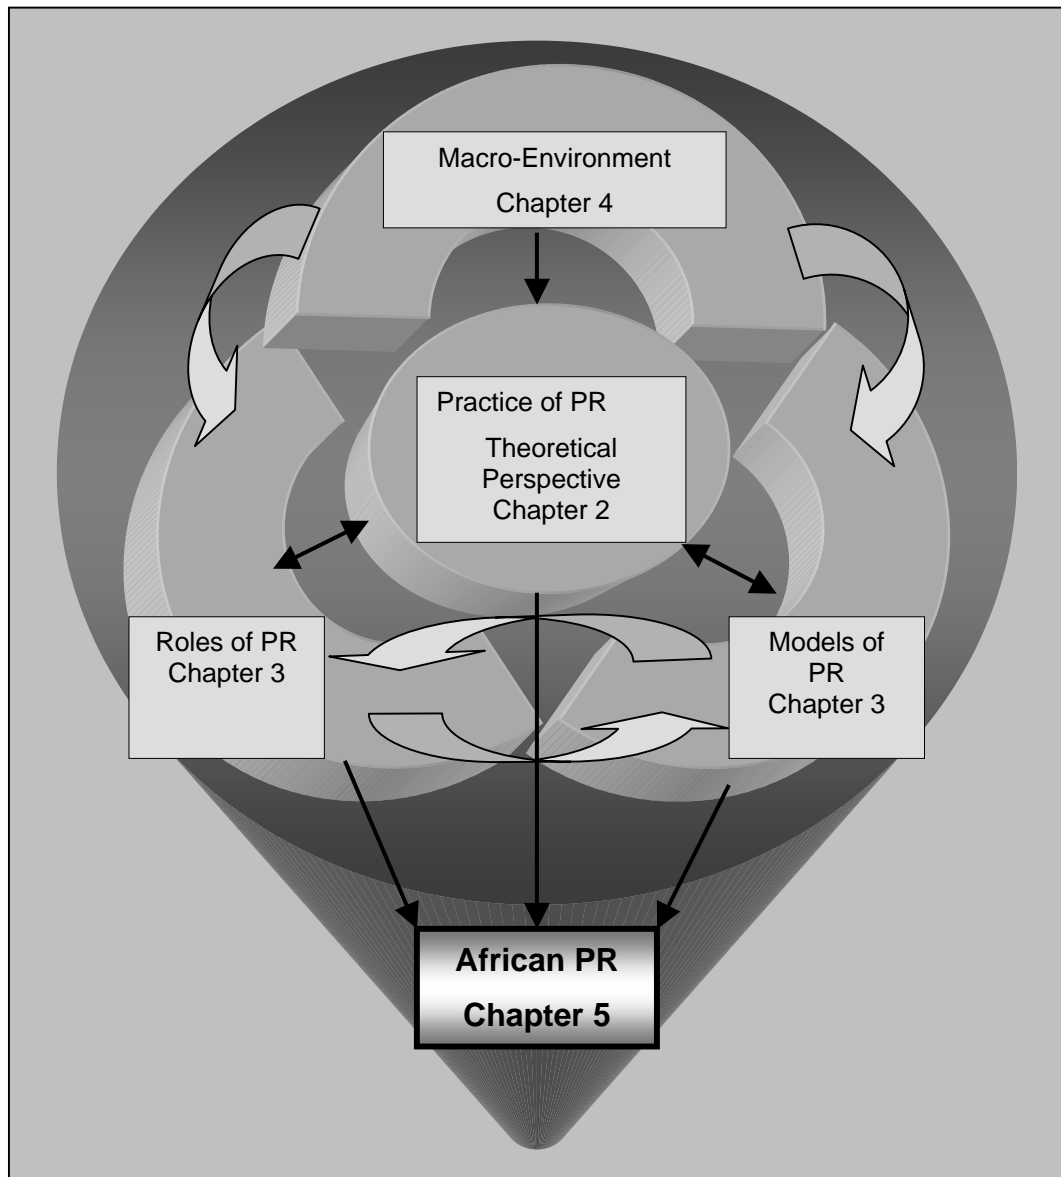 Macro-Environment
Chapter 4
Practice of PR
Theoretical
Perspective
Chapter 2
Roles of PR
Chapter 3
Models of
PR
Chapter 3
African PR
Chapter 5